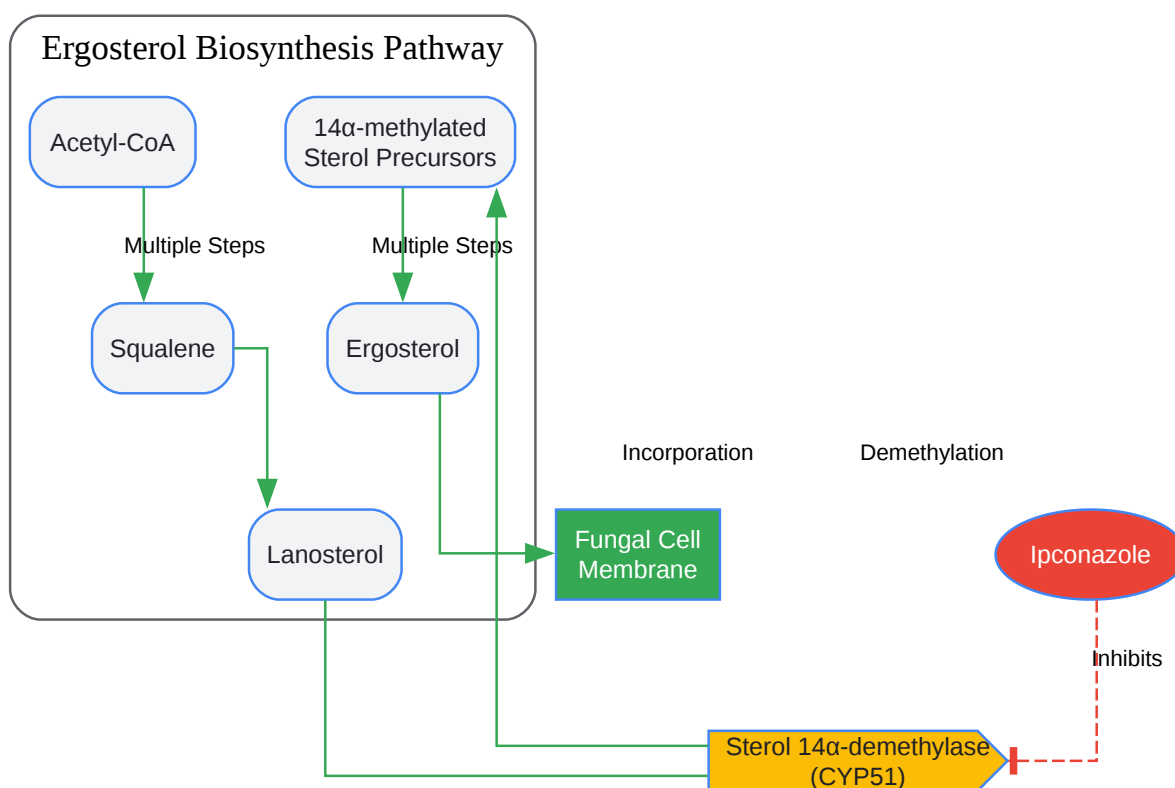 Ergosterol Biosynthesis Pathway
Acetyl-CoA
14α-methylated
Sterol Precursors
Multiple Steps
Multiple Steps
Squalene
Ergosterol
Incorporation
Demethylation
Lanosterol
Fungal Cell
Membrane
Ipconazole
Inhibits
Sterol 14α-demethylase
(CYP51)